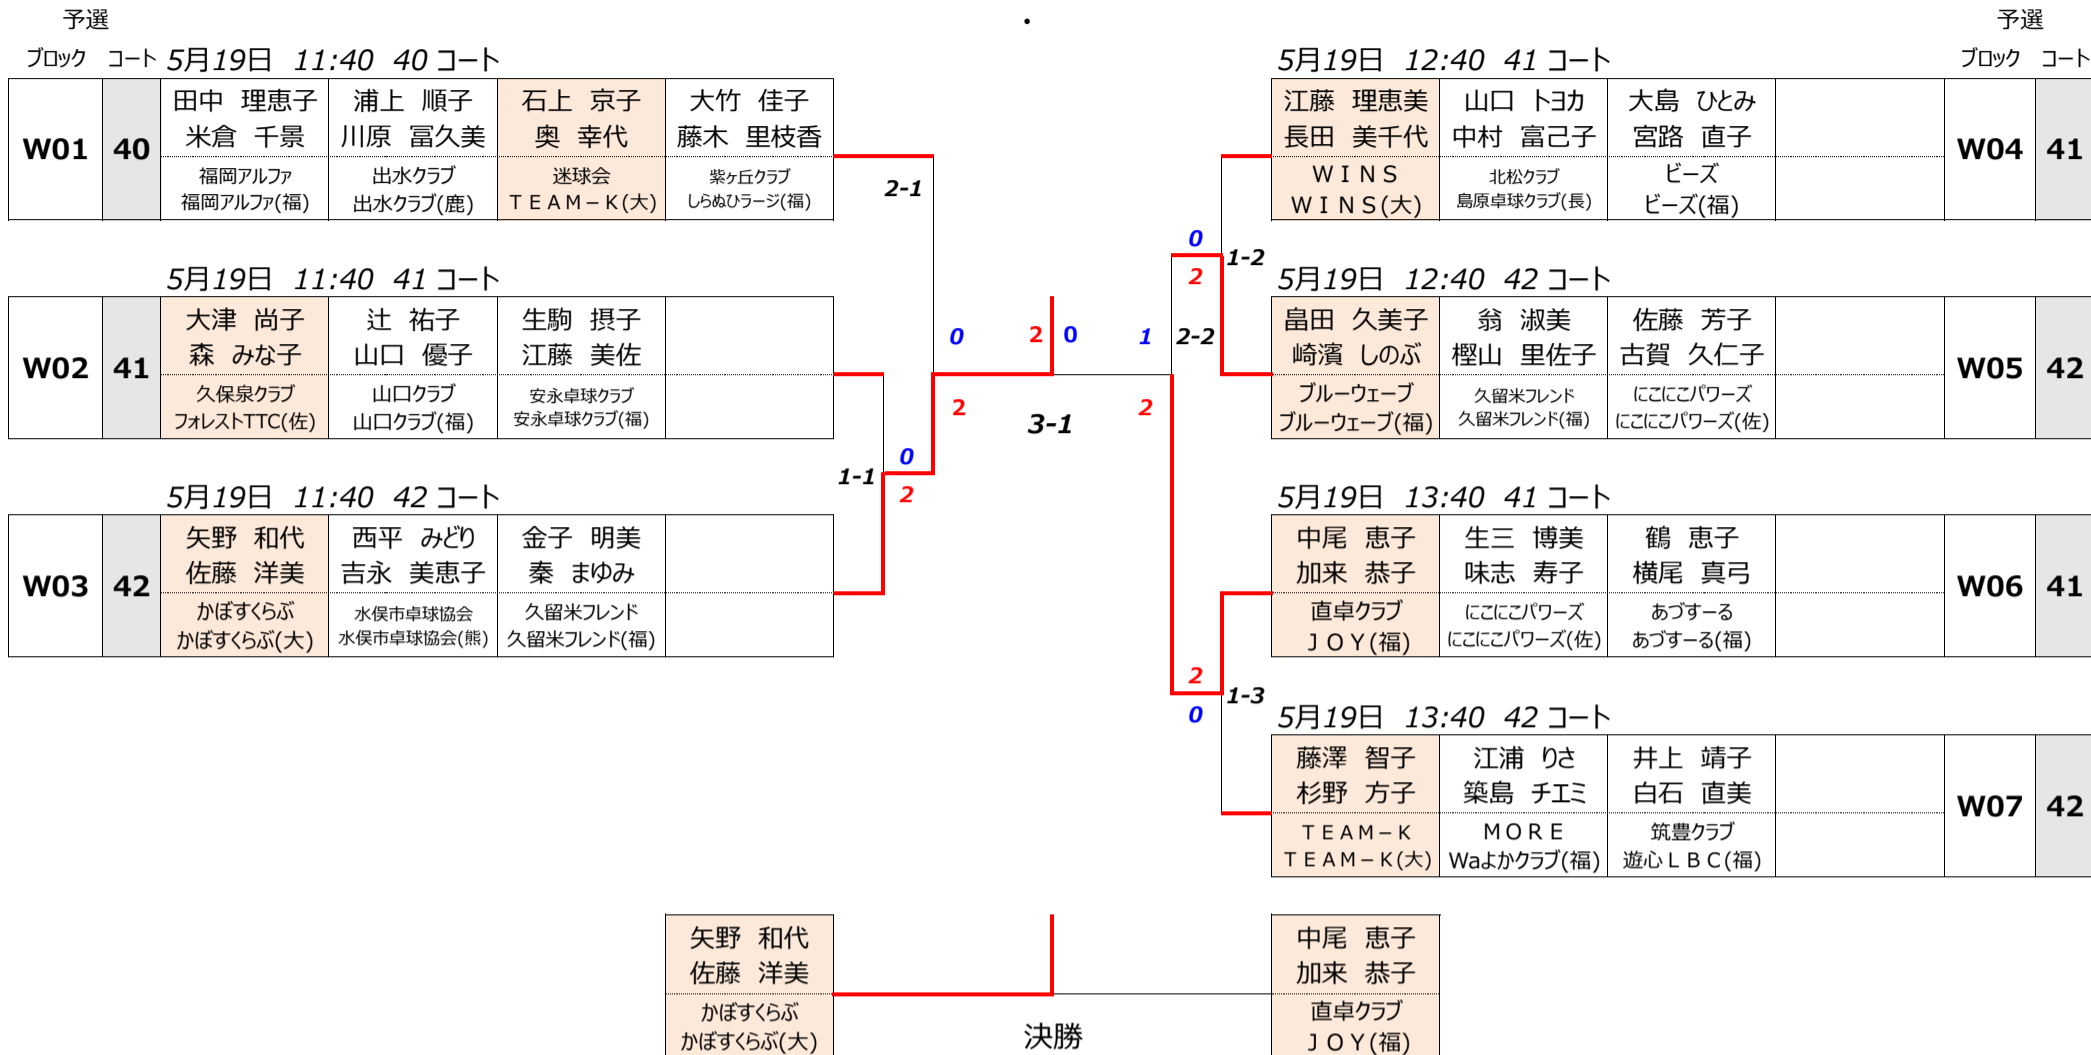 予選
ブロック コート 5月19日 11:40 40 コート
W01 40
田中 理恵子 浦上 順子 石上 京子 大竹 佳子
米倉 千景 川原 冨久美 奥 幸代 藤木 里枝香
福岡アルファ 出水クラブ 迷球会 紫ヶ丘クラブ
福岡アルファ(福) 出水クラブ(鹿) TEAM-K(大) しらぬひラージ(福)
5月19日 11:40 41 コート
W02 41
大津 尚子 辻 祐子 生駒 摂子
森 みな子 山口 優子 江藤 美佐
久保泉クラブ 山口クラブ 安永卓球クラブ
フォレストTTC(佐) 山口クラブ(福) 安永卓球クラブ(福)
5月19日 11:40 42 コート
W03 42
矢野 和代 西平 みどり 金子 明美
佐藤 洋美 吉永 美恵子 秦 まゆみ
かぼすくらぶ 水俣市卓球協会 久留米フレンド
かぼすくらぶ(大) 水俣市卓球協会(熊) 久留米フレンド(福)
2-1
0
2
1-1
0
2
.
2 0
3-1
0
1-2
2
1 2-2
2
2
1-3
0
予選
5月19日 12:40 41 コート ブロック コート
江藤 理恵美 山口 トヨカ 大島 ひとみ
長田 美千代 中村 富己子 宮路 直子
WINS 北松クラブ ビーズ
WINS(大) 島原卓球クラブ(長) ビーズ(福)
W04 41
5月19日 12:40 42 コート
畠田 久美子 翁 淑美 佐藤 芳子
崎濱 しのぶ 樫山 里佐子 古賀 久仁子
ブルーウェーブ 久留米フレンド にこにこパワーズ
ブルーウェーブ(福) 久留米フレンド(福) にこにこパワーズ(佐)
W05 42
5月19日 13:40 41 コート
中尾 恵子 生三 博美 鶴 恵子
加来 恭子 味志 寿子 横尾 真弓
直卓クラブ にこにこパワーズ あづすーる
JOY(福) にこにこパワーズ(佐) あづすーる(福)
W06 41
5月19日 13:40 42 コート
藤澤 智子 江浦 りさ 井上 靖子
杉野 方子 築島 チエミ 白石 直美
TEAM-K MORE 筑豊クラブ
TEAM-K(大) Waよかクラブ(福) 遊心LBC(福)
W07 42
矢野 和代
佐藤 洋美
かぼすくらぶ
かぼすくらぶ(大)
決勝
中尾 恵子
加来 恭子
直卓クラブ
JOY(福)